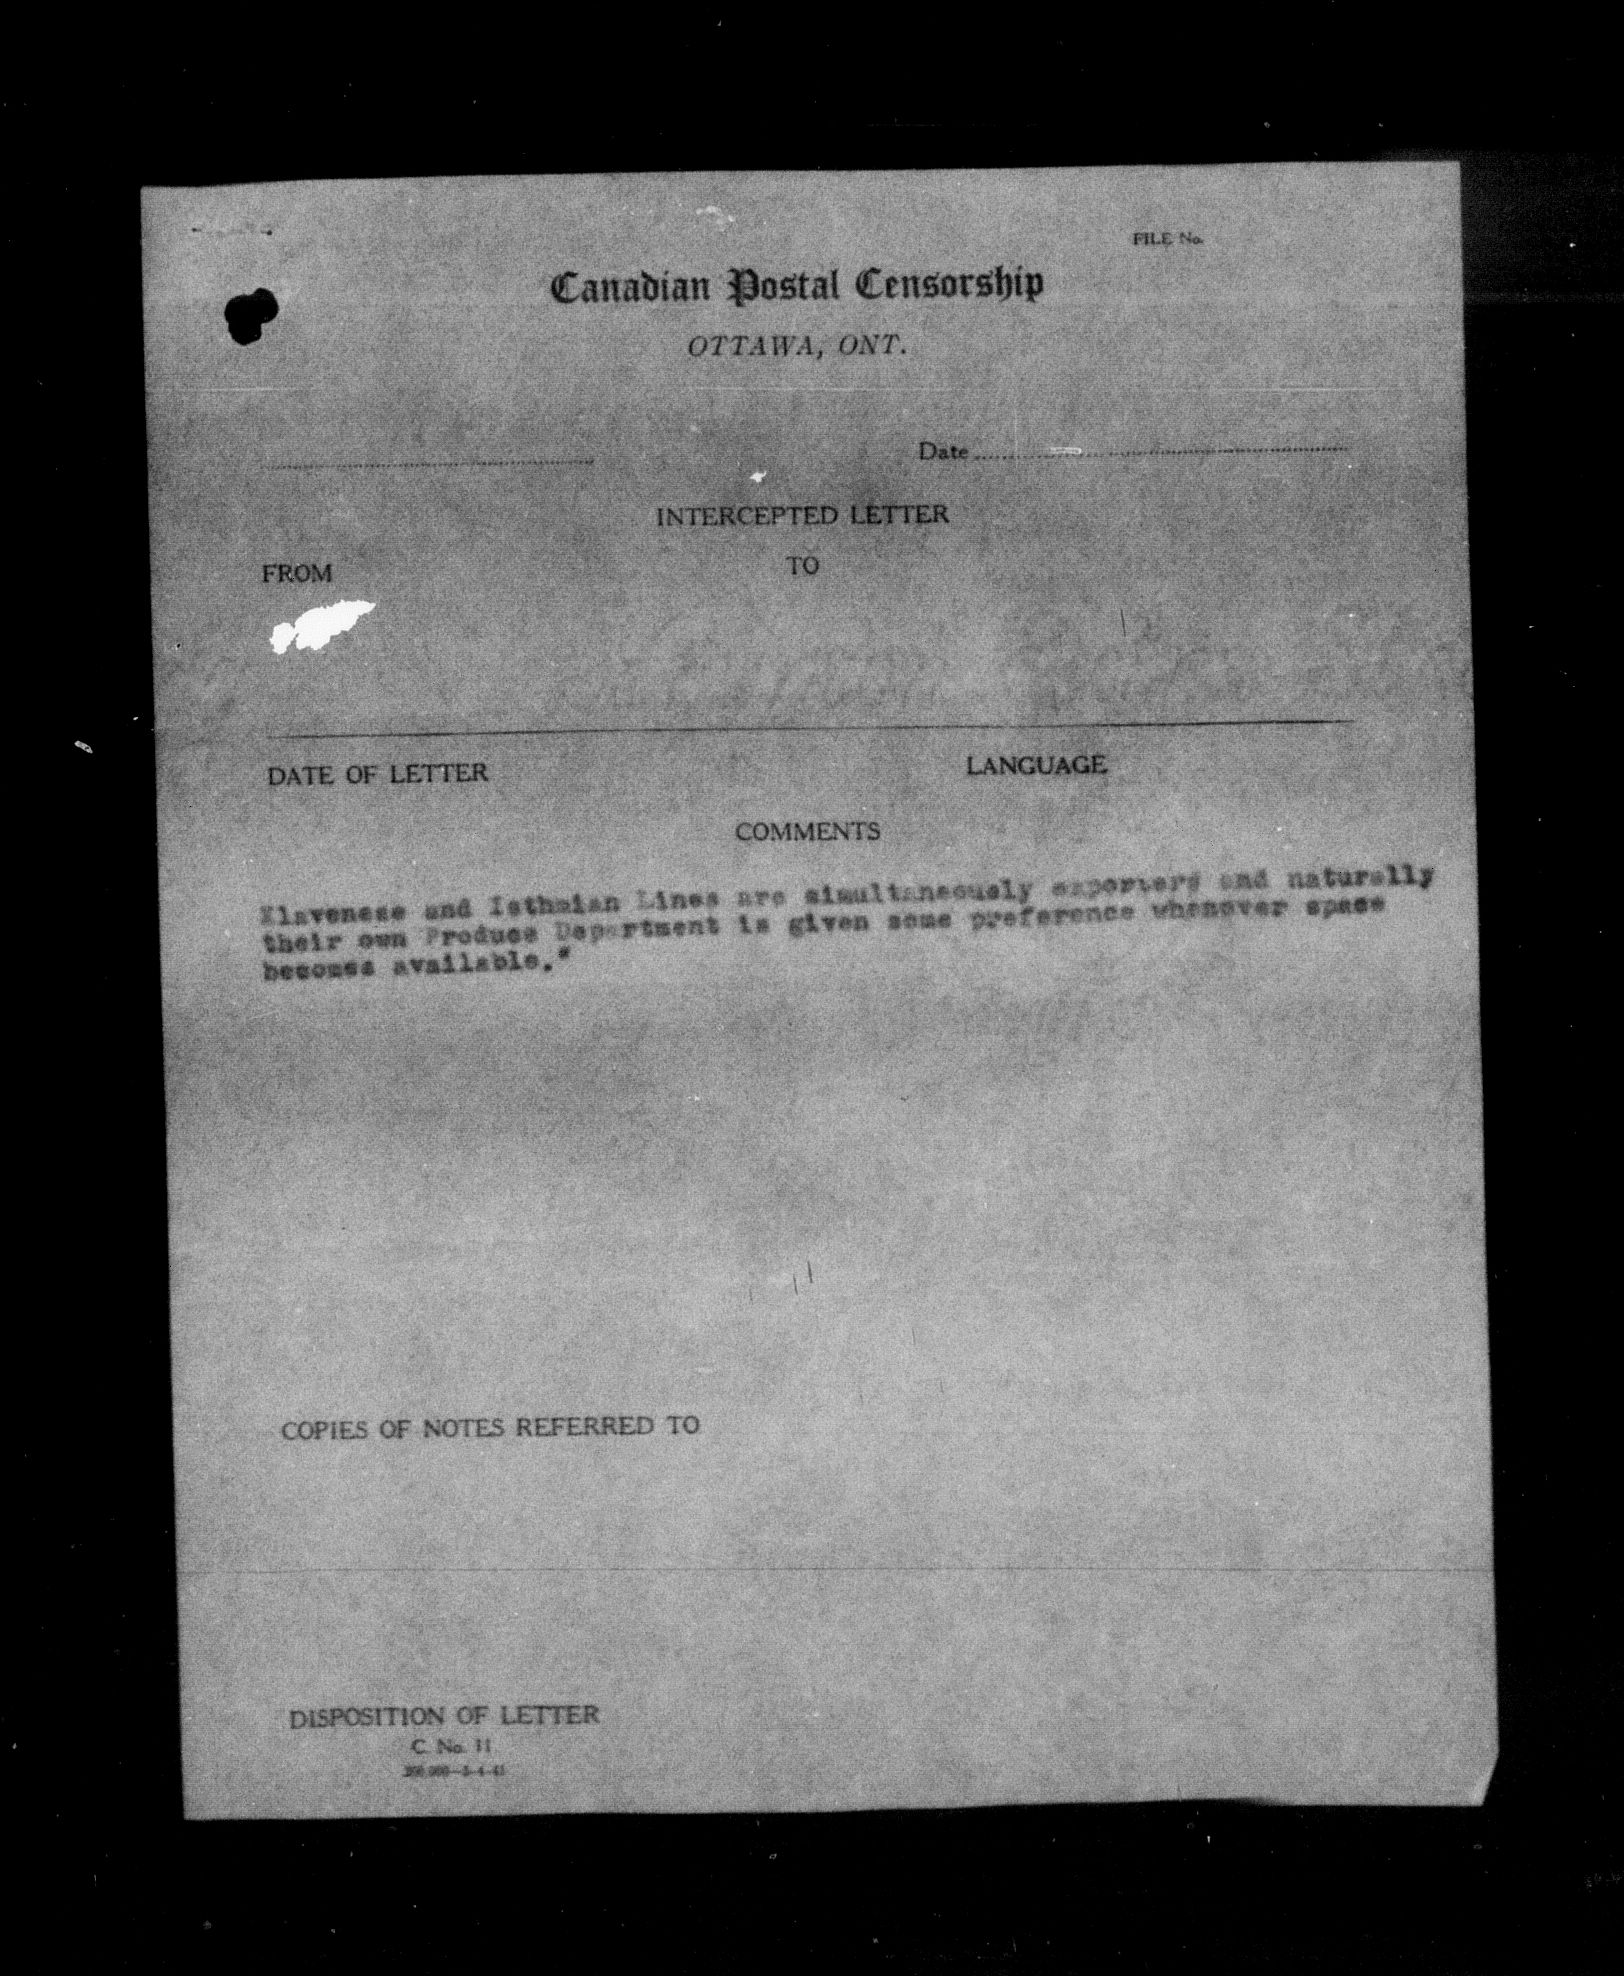 FILE No.
Canadian Postal Censorship
OTTAWA, ONT.
Date
INTERCEPTED LETTER
FROM
TO
DATE OF LETTER
LANGUAGE
COMMENTS
Klavenese and Isthmian Lines are simultaneously exporters and naturally
their own Produce Department is given some preference whenever space
becomes available."
COPIES OF NOTES REFERRED TO
DISPOSITION OF LETTER
C. No. 11